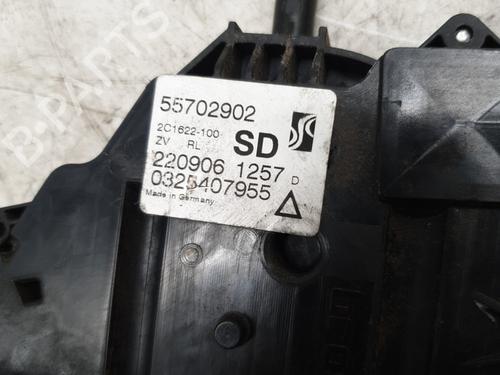 55702902
2C1622-100
ZV RL SD
220906 1257 D
0325407955
Made in Germany
B-PARTS